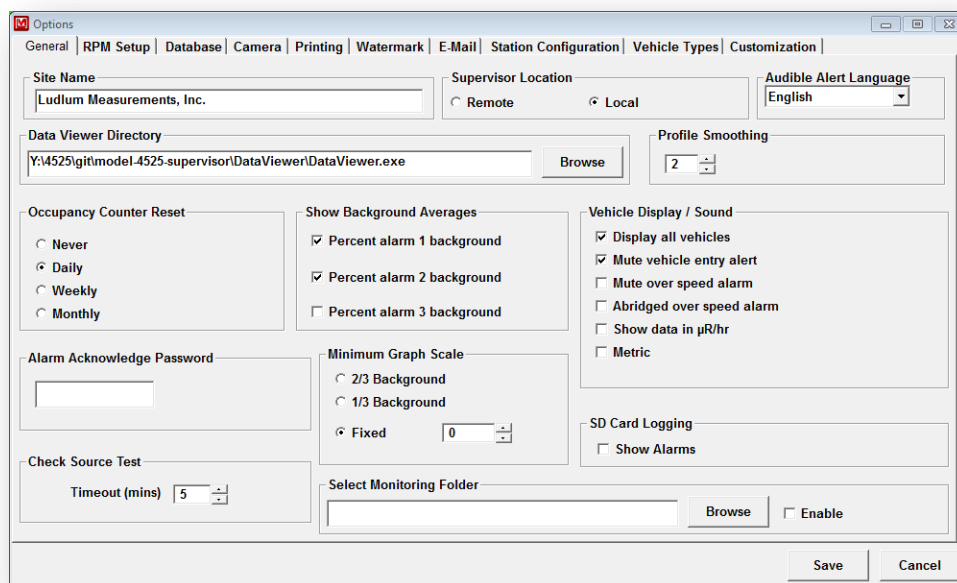 Options
General RPM Setup Database Camera Printing Watermark E-Mail Station Configuration Vehicle Types Customization
Site Name
Ludlum Measurements, Inc.
Supervisor Location
Remote Local
Audible Alert Language
English
Data Viewer Directory
Y:\4525\git\model-4525-supervisor\DataViewer\DataViewer.exe
Browse
Profile Smoothing
2
Occupancy Counter Reset
Never
Daily
Weekly
Monthly
Show Background Averages
Percent alarm 1 background
Percent alarm 2 background
Percent alarm 3 background
Vehicle Display / Sound
Display all vehicles
Mute vehicle entry alert
Mute over speed alarm
Abridged over speed alarm
Show data in µR/hr
Metric
Alarm Acknowledge Password
Minimum Graph Scale
2/3 Background
1/3 Background
Fixed 0
SD Card Logging
Show Alarms
Check Source Test
Timeout (mins) 5
Select Monitoring Folder
Browse
Enable
Save Cancel